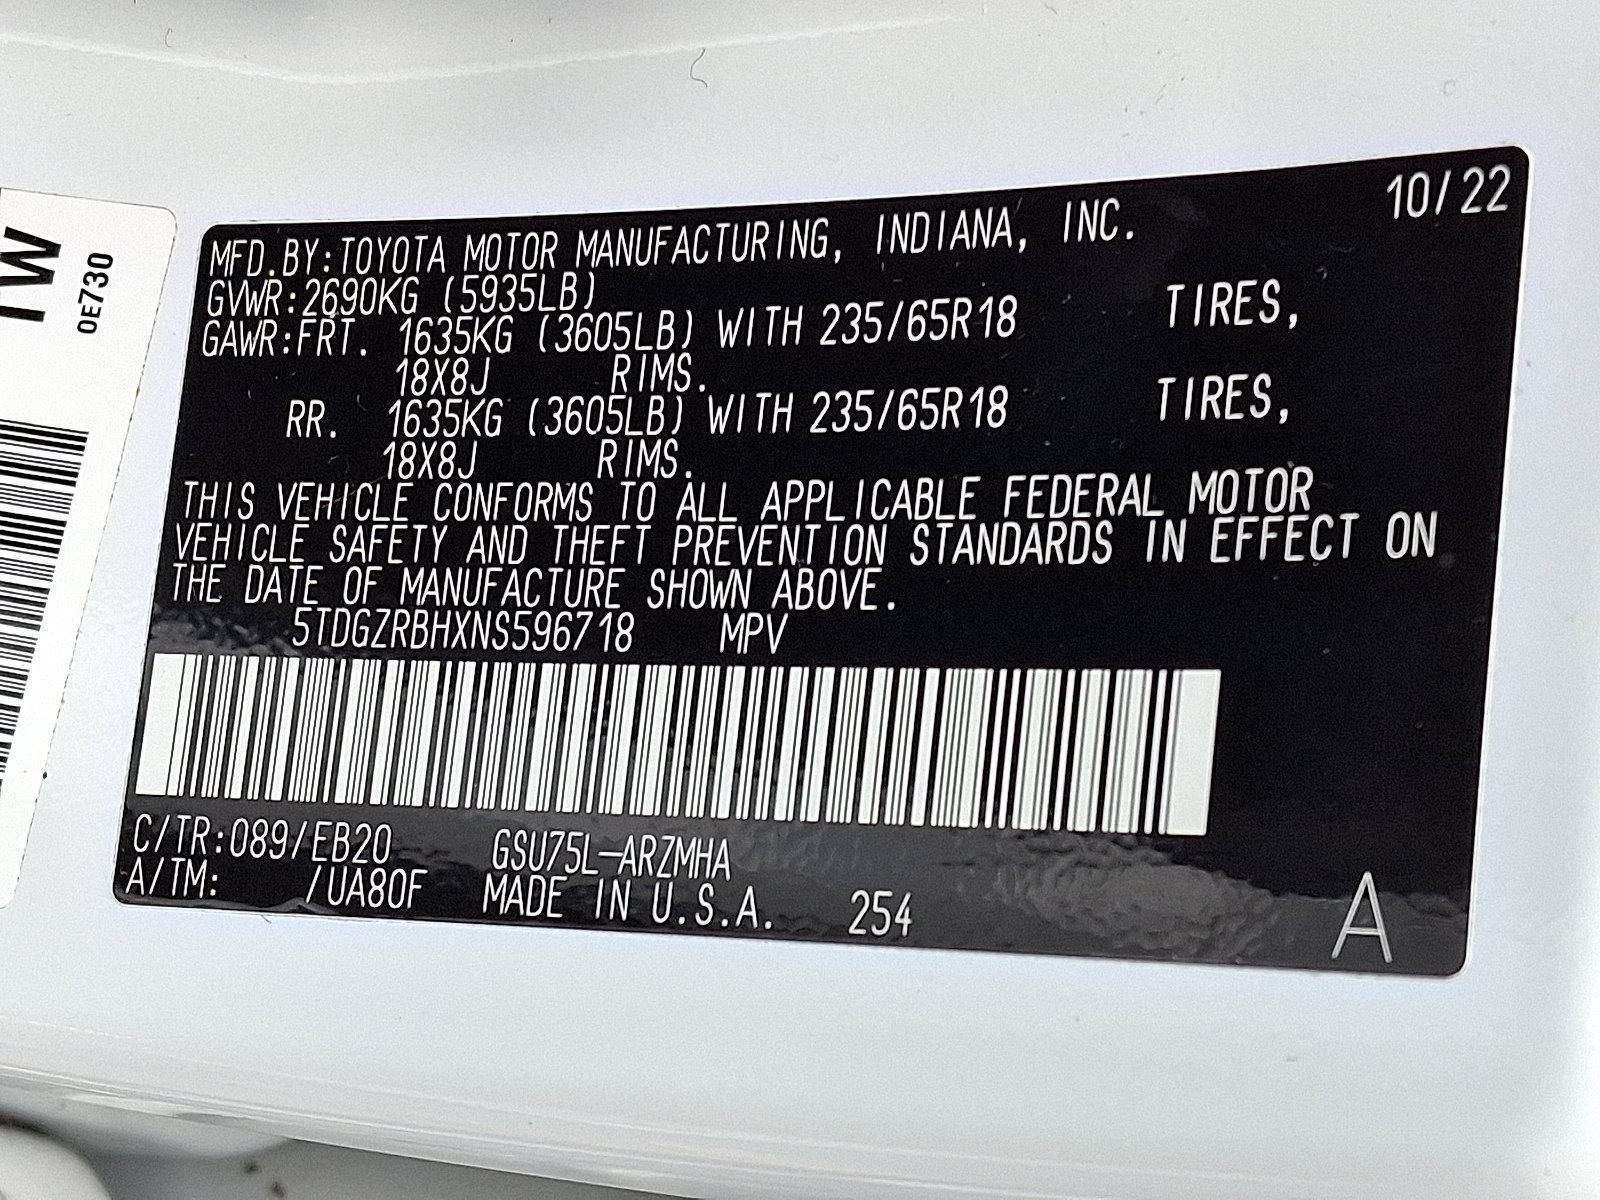 10/22
MFD.BY:TOYOTA MOTOR MANUFACTURING, INDIANA, INC.
GVWR:2690KG (5935LB)
GAWR:FRT. 1635KG (3605LB) WITH 235/65R18 TIRES,
18X8J RIMS.
RR. 1635KG (3605LB) WITH 235/65R18 TIRES,
18X8J RIMS.
THIS VEHICLE CONFORMS TO ALL APPLICABLE FEDERAL MOTOR
VEHICLE SAFETY AND THEFT PREVENTION STANDARDS IN EFFECT ON
THE DATE OF MANUFACTURE SHOWN ABOVE.
5TDGZRBHXNS596718 MPV
C/TR:089/EB20 GSU75L-ARZMHA
A/TM: /UA80F MADE IN U.S.A. 254
A
0E730